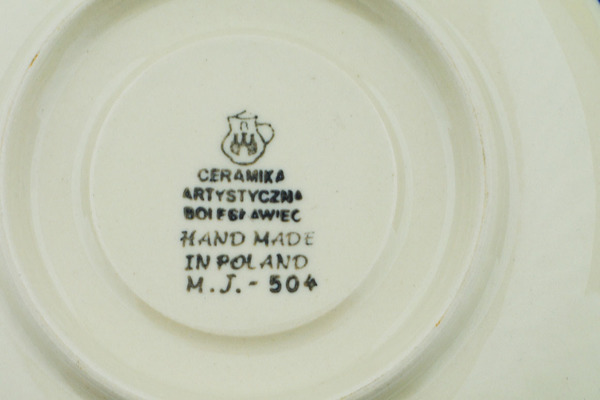 CERAMIKA
ARTYSTYCZNA
BOLESŁAWIEC
HAND MADE
IN POLAND
M.J.- 504